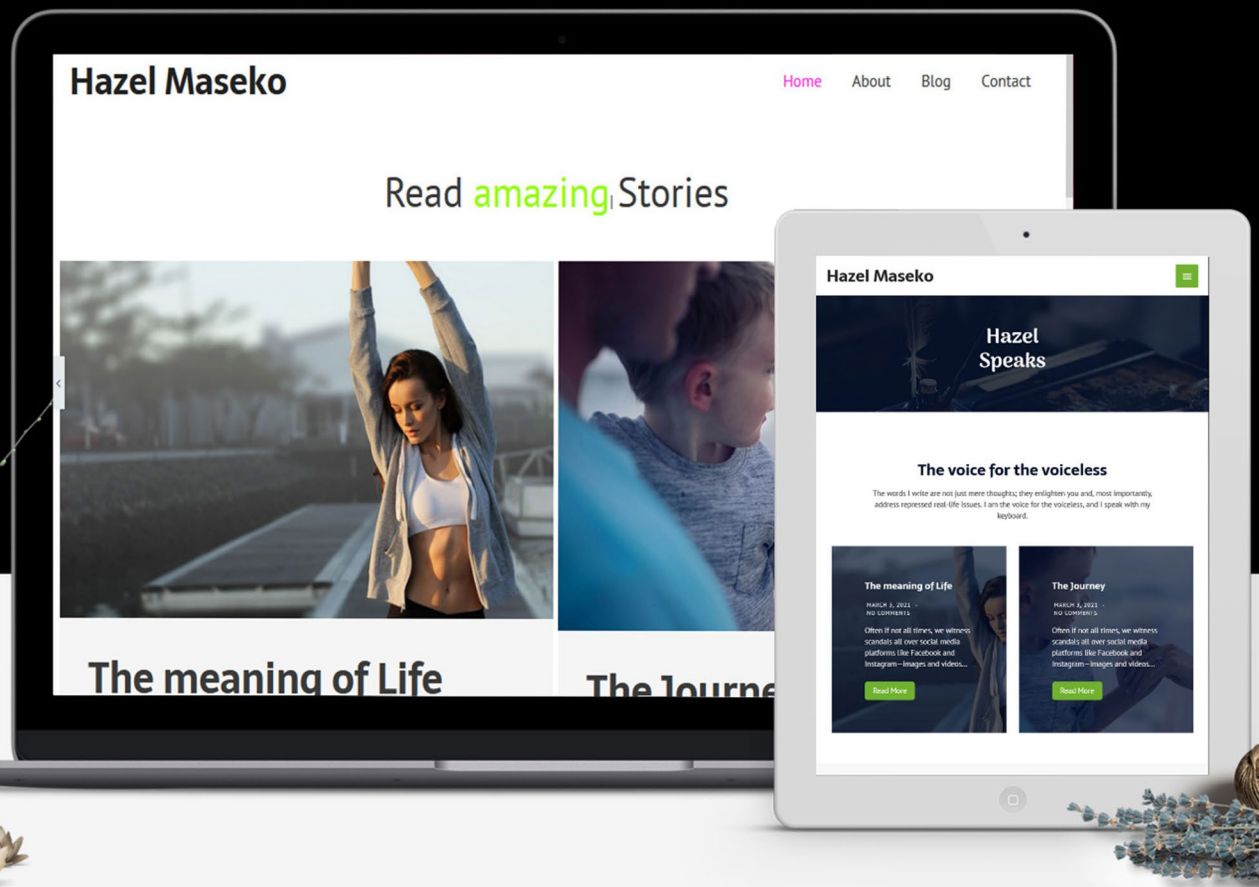 Hazel Maseko
Home About Blog Contact
Read amazing Stories
The meaning of Life
The Journe
Hazel Maseko
Hazel
Speaks
The voice for the voiceless
The words I write are not just mere thoughts; they enlighten you and, most importantly,
address repressed real-life issues. I am the voice for the voiceless, and I speak with my
keyboard.
The meaning of Life
MARCH 3, 2021 -
NO COMMENTS
Often if not all times, we witness
scandals all over social media
platforms like Facebook and
Instagram—images and videos...
Read More
The Journey
MARCH 3, 2021 -
NO COMMENTS
Often if not all times, we witness
scandals all over social media
platforms like Facebook and
Instagram—images and videos...
Read More